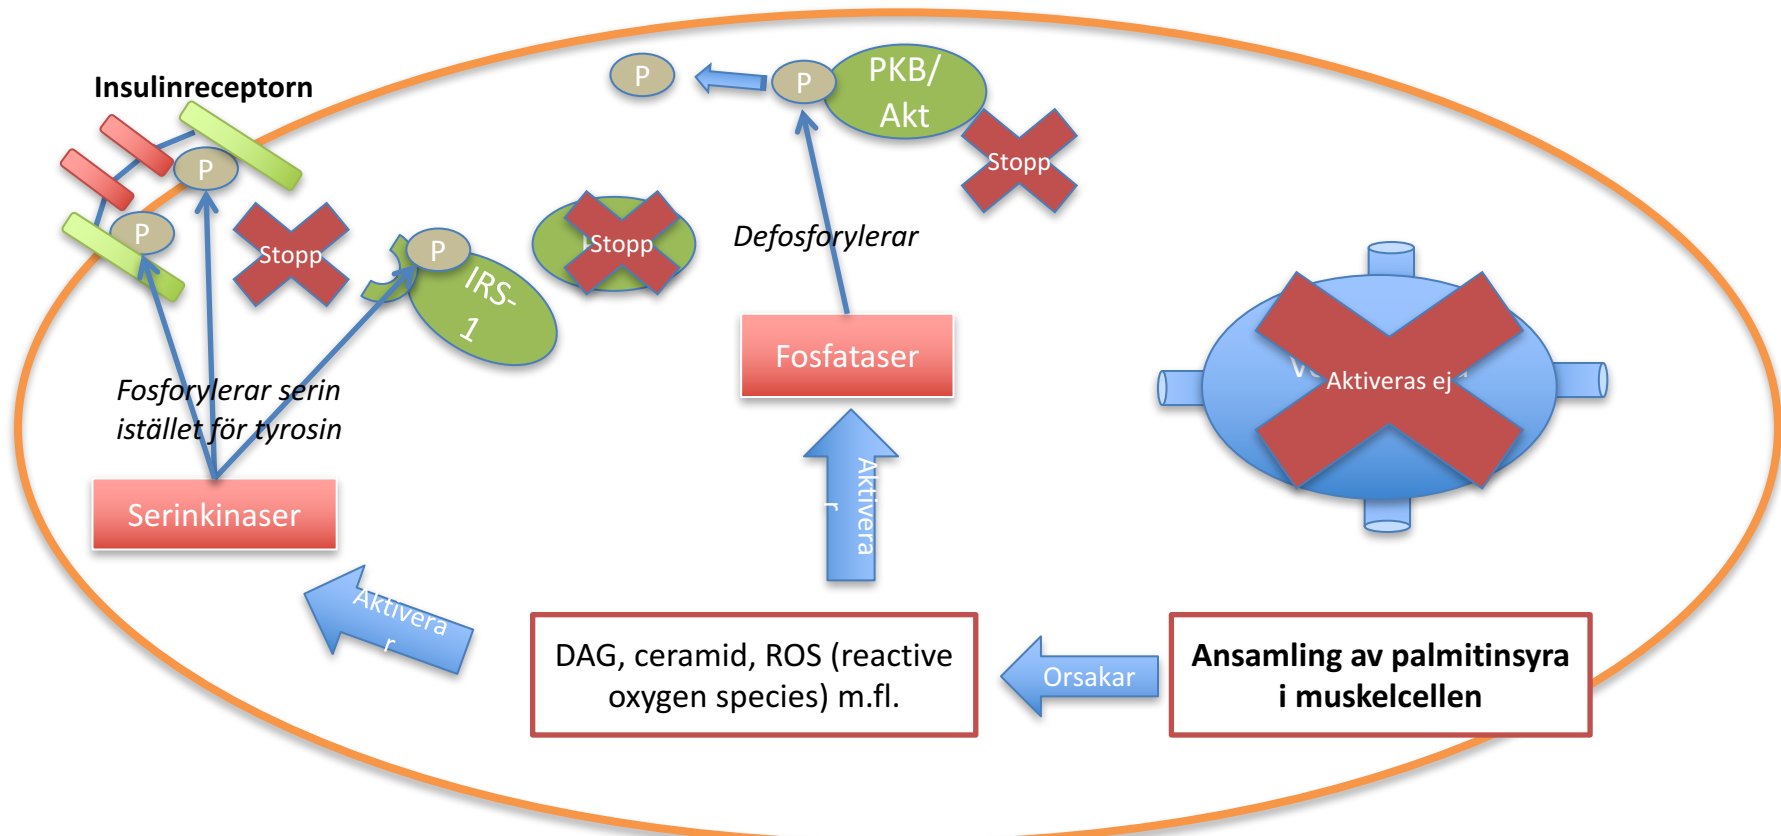 Insulinreceptorn
P
P
P
P
P
PKB/
Akt
Stopp
Stopp
Stopp
IRS-
1
Defosforylerar
Fosfataser
Aktiveras ej
Fosforylerar serin
istället för tyrosin
Serinkinaser
Aktivera
r
Aktivera
r
DAG, ceramid, ROS (reactive
oxygen species) m.fl.
Orsakar
Ansamling av palmitinsyra
i muskelcellen